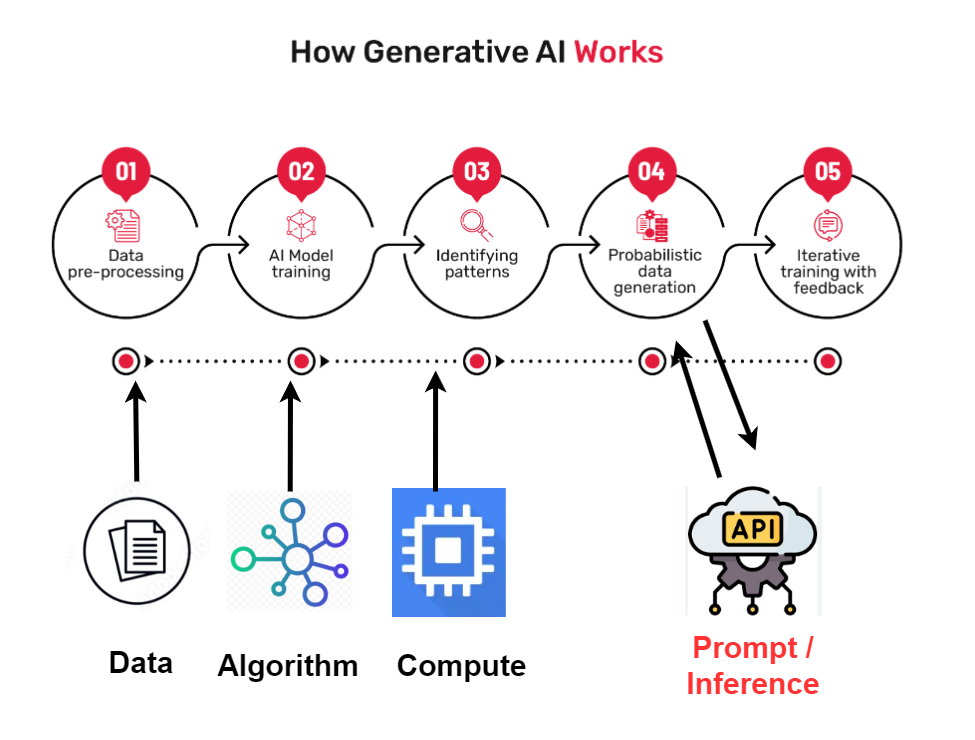 How Generative AI Works
01
02
03
04
05
Data
pre-processing
AI Model
training
Identifying
patterns
Probabilistic
data
generation
Iterative
training with
feedback
API
Data
Algorithm
Compute
Prompt /
Inference